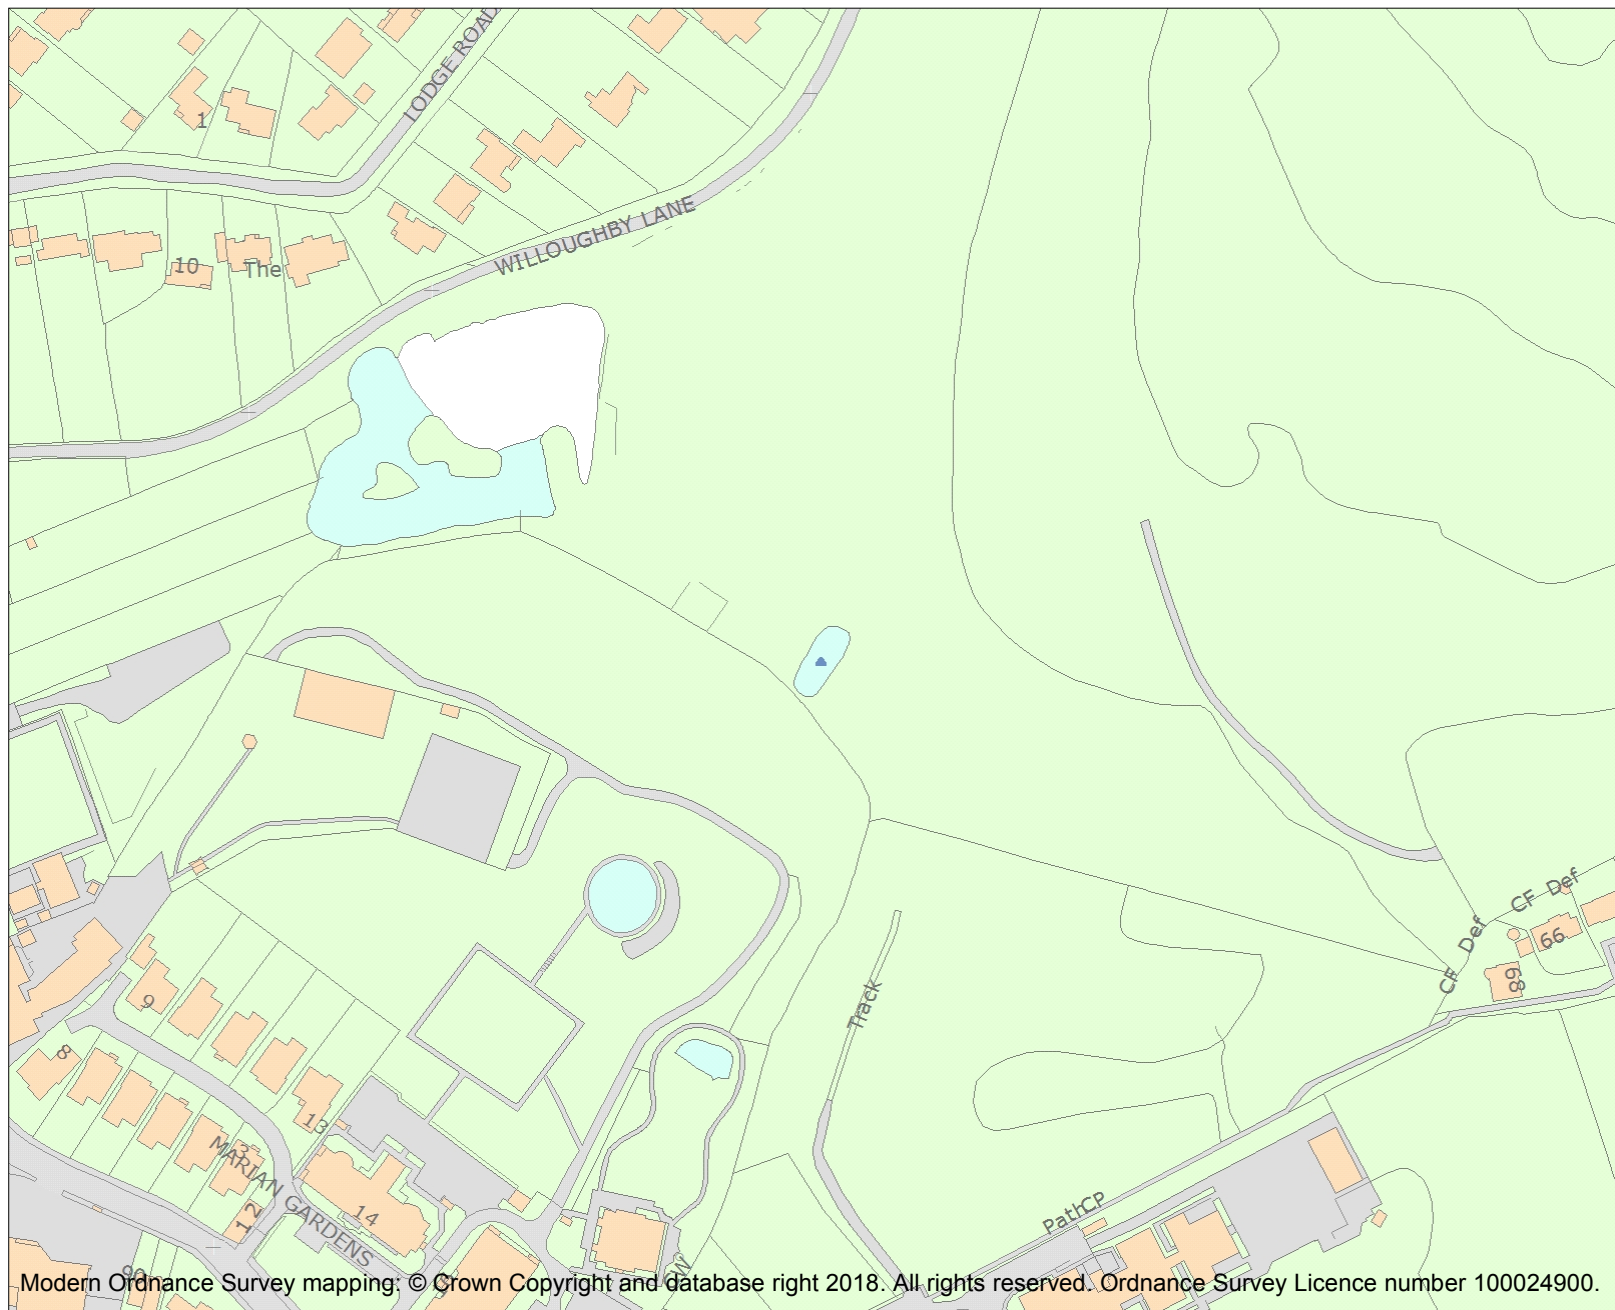 LODGE ROAD
1
WILLOUGHBY LANE
10
The
CF
Def
66
CF
Def
68
Track
9
8
13
3
MARIAN GARDENS
12
14
PathCP
90
Modern Ordnance Survey mapping: © Crown Copyright and database right 2018. All rights reserved. Ordnance Survey Licence number 100024900.